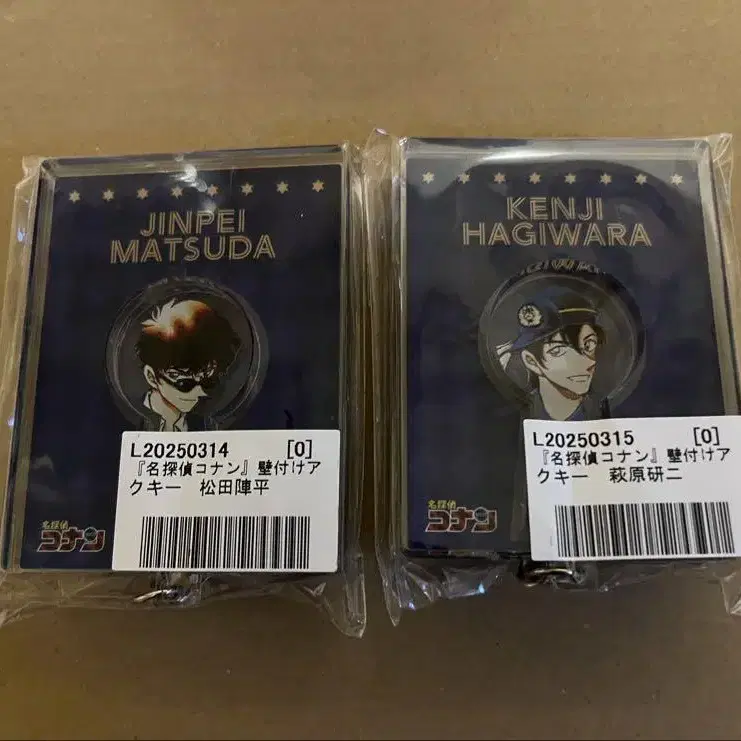 JINPEI
MATSUDA
L20250314 [0]
『名探偵コナン』壁付けア
クキー 松田陣平
名探偵
コナン
KENJI
HAGIWARA
L20250315 [0]
『名探偵コナン』壁付けア
クキー 萩原研二
名探偵
コナン